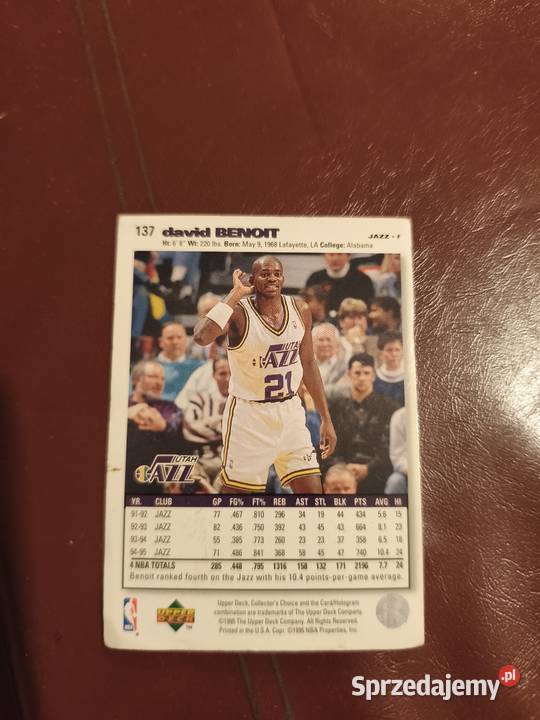 137 david BENOIT JAZZ • F
Ht: 6' 8" Wt: 220 lbs. Born: May 9, 1968 Lafayette, LA College: Alabama
UTAH
JAZZ
21
UTAH
JAZZ
YR. CLUB GP FG% FT% REB AST STL BLK PTS AVG HI
91-92 JAZZ 77 .467 .810 296 34 19 44 434 5.6 15
92-93 JAZZ 82 .436 .750 392 43 45 43 664 8.1 23
93-94 JAZZ 55 .385 .773 260 23 23 37 358 6.5 18
94-95 JAZZ 71 .486 .841 368 58 45 47 740 10.4 24
4 NBA TOTALS 285 .448 .795 1316 158 132 171 2196 7.7 24
Benoit ranked fourth on the Jazz with his 10.4 points-per-game average.
Upper Deck, Collector's Choice and the Card/Hologram
combination are trademarks of The Upper Deck Company.
©1995 The Upper Deck Company. All Rights Reserved.
Printed in the U.S.A. Copr. ©1995 NBA Properties, Inc.
NBA
UPPER DECK
TM
Sprzedajemy.pl